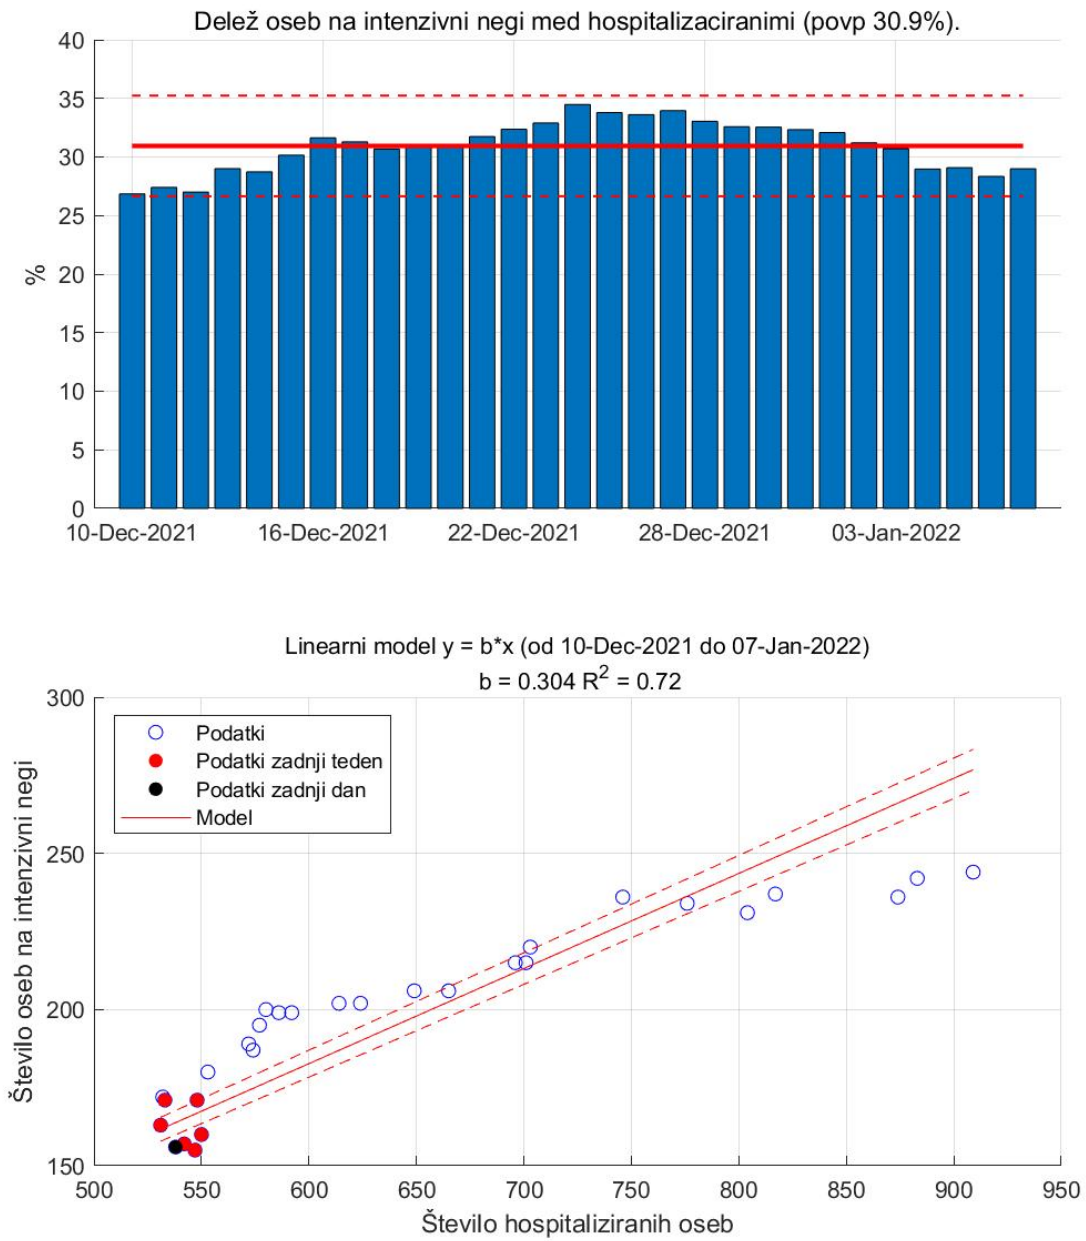 Delež oseb na intenzivni negi med hospitalizaciranimi (povp 30.9%).
40
35
30
25
20
15
10
5
0
%
10-Dec-2021 16-Dec-2021 22-Dec-2021 28-Dec-2021 03-Jan-2022
Linearni model y = b*x (od 10-Dec-2021 do 07-Jan-2022)
b = 0.304 R² = 0.72
300
250
200
150
Število oseb na intenzivni negi
Podatki
Podatki zadnji teden
Podatki zadnji dan
Model
500 550 600 650 700 750 800 850 900 950
Število hospitaliziranih oseb